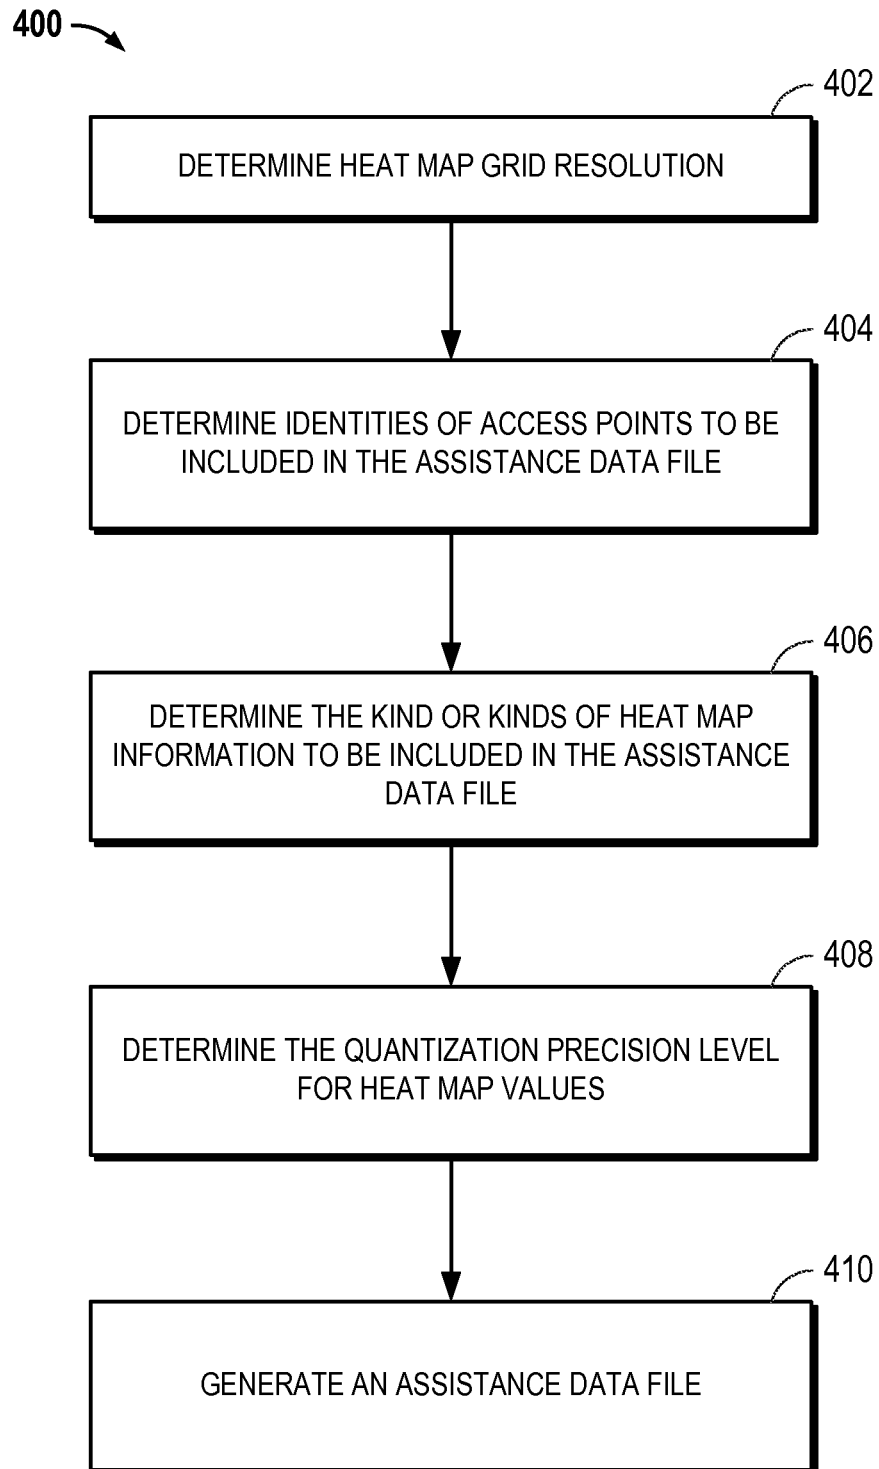 400
402
DETERMINE HEAT MAP GRID RESOLUTION
404
DETERMINE IDENTITIES OF ACCESS POINTS TO BE
INCLUDED IN THE ASSISTANCE DATA FILE
406
DETERMINE THE KIND OR KINDS OF HEAT MAP
INFORMATION TO BE INCLUDED IN THE ASSISTANCE
DATA FILE
408
DETERMINE THE QUANTIZATION PRECISION LEVEL
FOR HEAT MAP VALUES
410
GENERATE AN ASSISTANCE DATA FILE